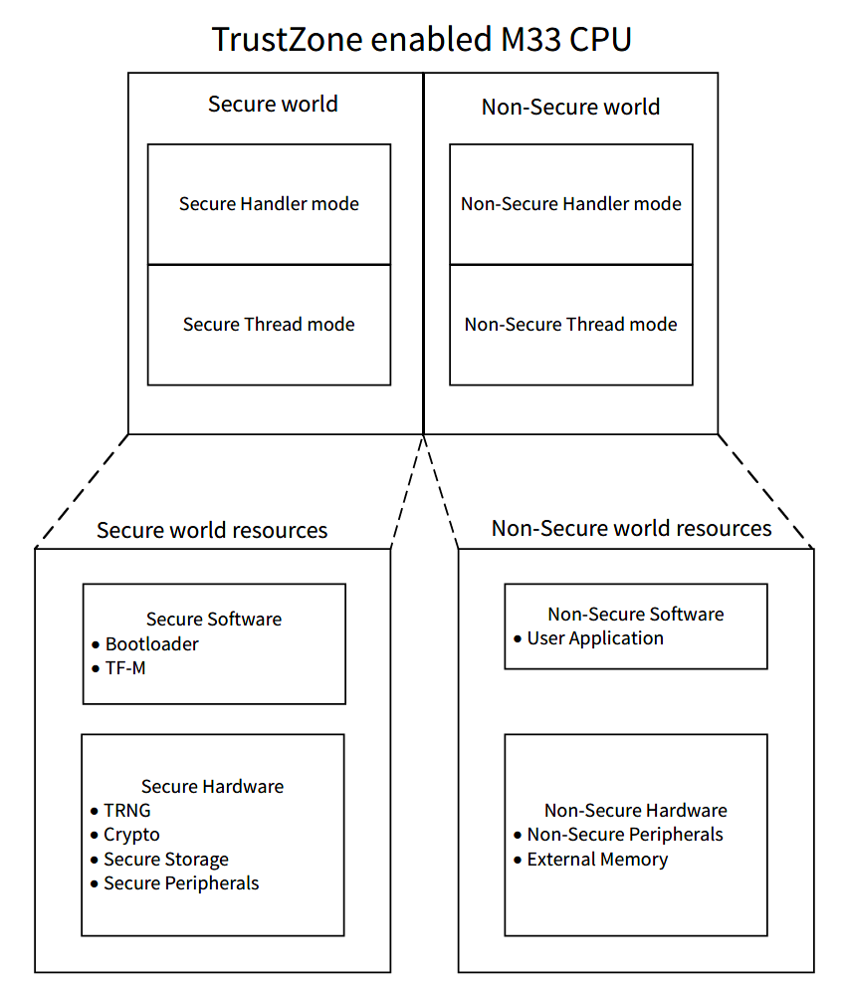 TrustZone enabled M33 CPU
Secure world
Secure Handler mode
Secure Thread mode
Non-Secure world
Non-Secure Handler mode
Non-Secure Thread mode
Secure world resources
Secure Software
• Bootloader
• TF-M
Secure Hardware
• TRNG
• Crypto
• Secure Storage
• Secure Peripherals
Non-Secure world resources
Non-Secure Software
• User Application
Non-Secure Hardware
• Non-Secure Peripherals
• External Memory